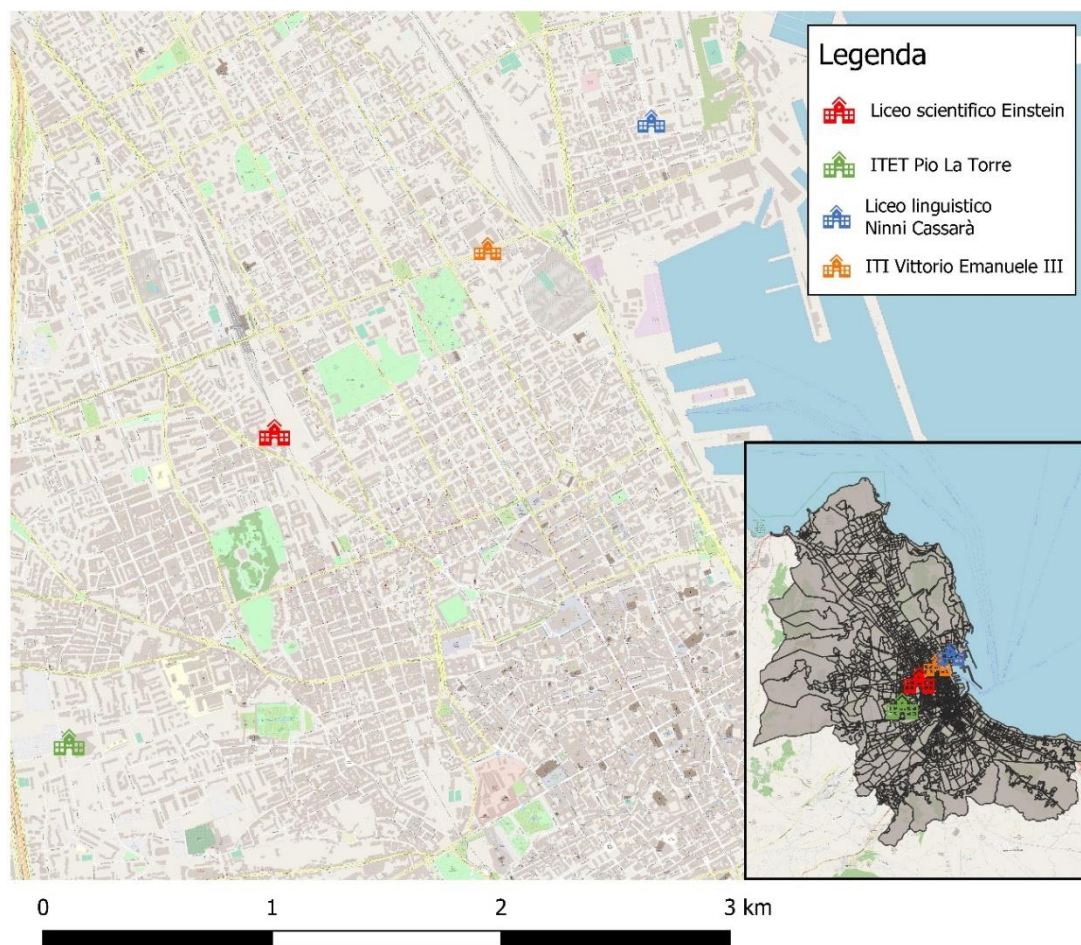 Legenda
Liceo scientifico Einstein
ITET Pio La Torre
Liceo linguistico
Ninni Cassarà
ITI Vittorio Emanuele III
0 1 2 3 km